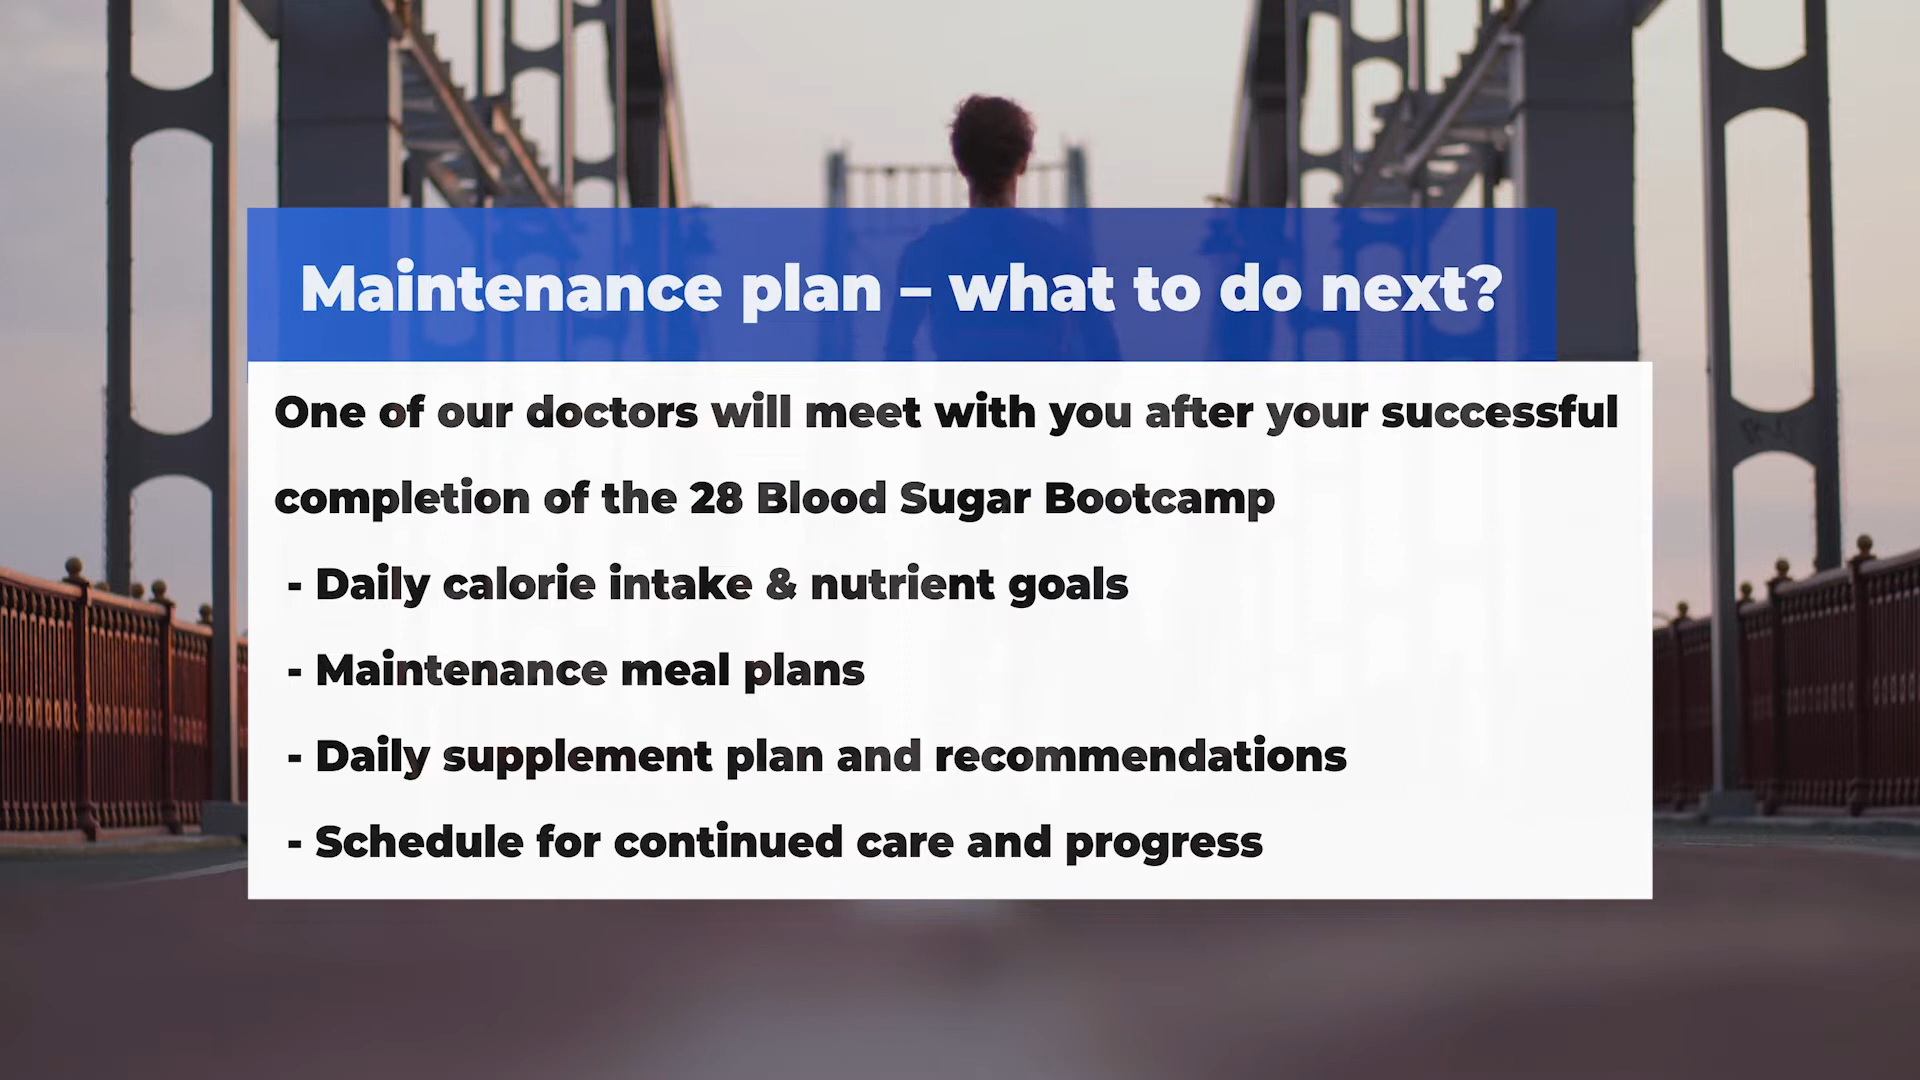 Maintenance plan – what to do next?
One of our doctors will meet with you after your successful
completion of the 28 Blood Sugar Bootcamp
- Daily calorie intake & nutrient goals
- Maintenance meal plans
- Daily supplement plan and recommendations
- Schedule for continued care and progress